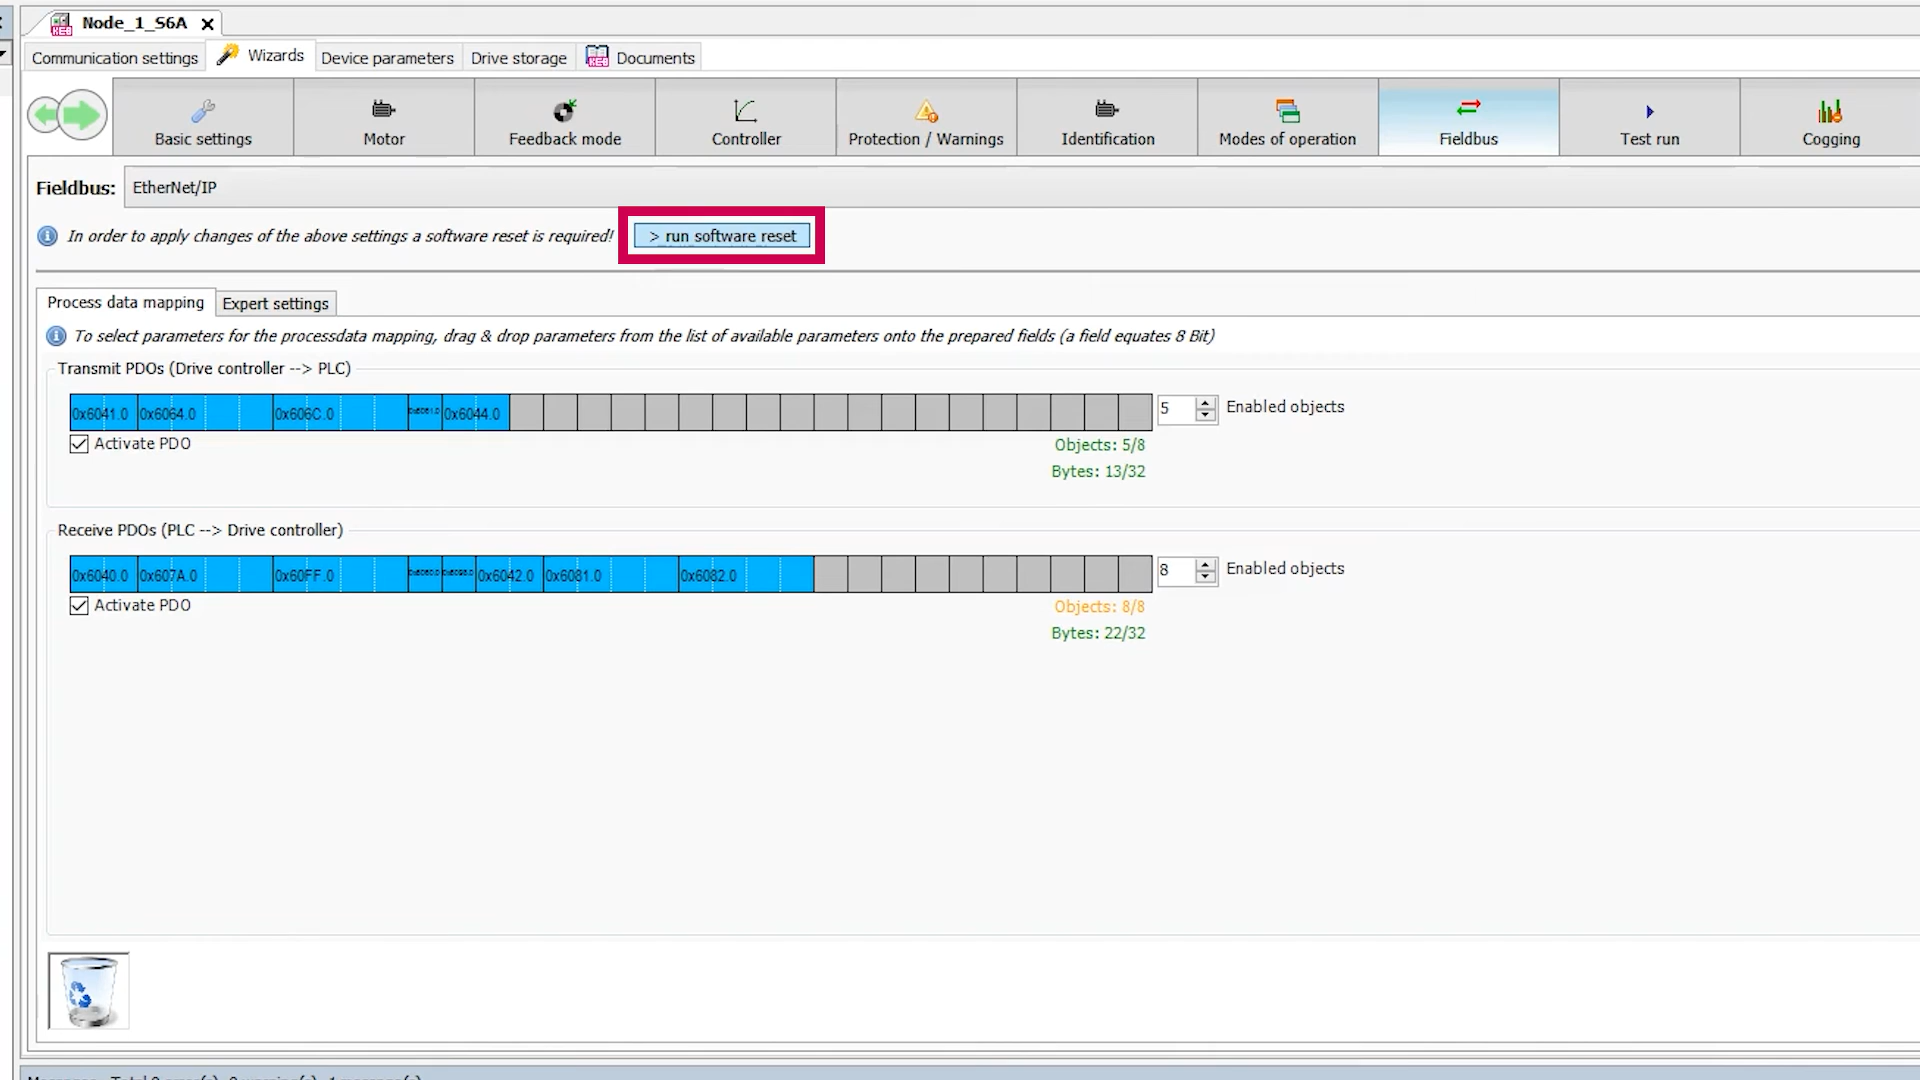 Node_1_S6A
Communication settings Wizards Device parameters Drive storage Documents
Basic settings Motor Feedback mode Controller Protection / Warnings Identification Modes of operation Fieldbus Test run Cogging
Fieldbus: EtherNet/IP
In order to apply changes of the above settings a software reset is required! > run software reset
Process data mapping Expert settings
To select parameters for the processdata mapping, drag & drop parameters from the list of available parameters onto the prepared fields (a field equates 8 Bit)
Transmit PDOs (Drive controller --> PLC)
0x6041.0 0x6064.0 0x606C.0 0x6061.0 0x6044.0 5 Enabled objects
Activate PDO Objects: 5/8
Bytes: 13/32
Receive PDOs (PLC --> Drive controller)
0x6040.0 0x607A.0 0x60FF.0 0x6060.0 0x6098.0 0x6042.0 0x6081.0 0x6082.0 8 Enabled objects
Activate PDO Objects: 8/8
Bytes: 22/32